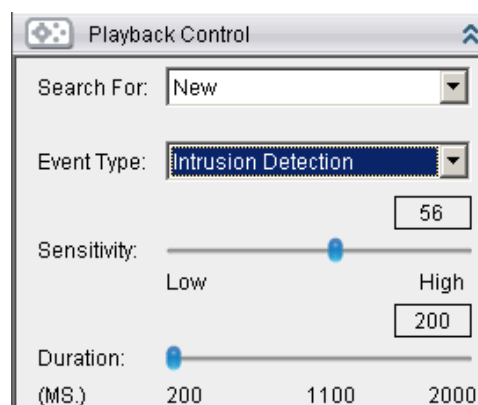 Playback Control
Search For: New
Event Type: Intrusion Detection
56
Sensitivity:
Low High
200
Duration:
(MS.) 200 1100 2000